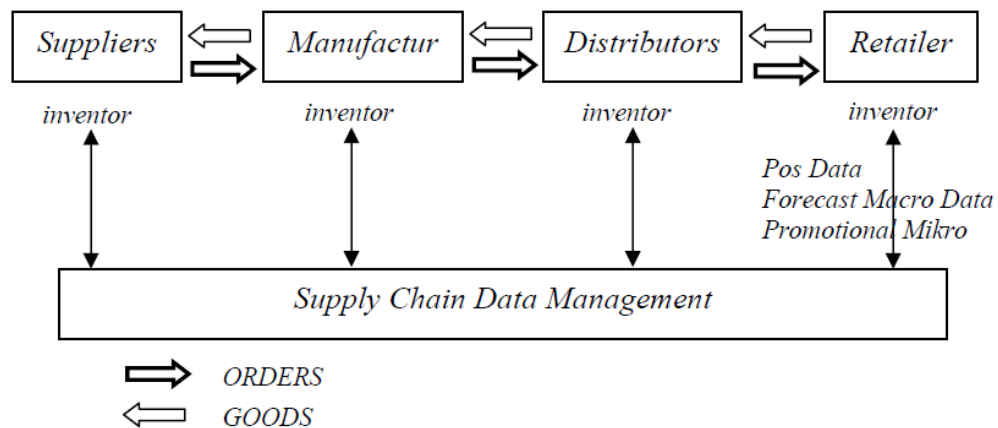 Suppliers
Manufactur
Distributors
Retailer
inventor
inventor
inventor
inventor
Pos Data
Forecast Macro Data
Promotional Mikro
Supply Chain Data Management
ORDERS
GOODS